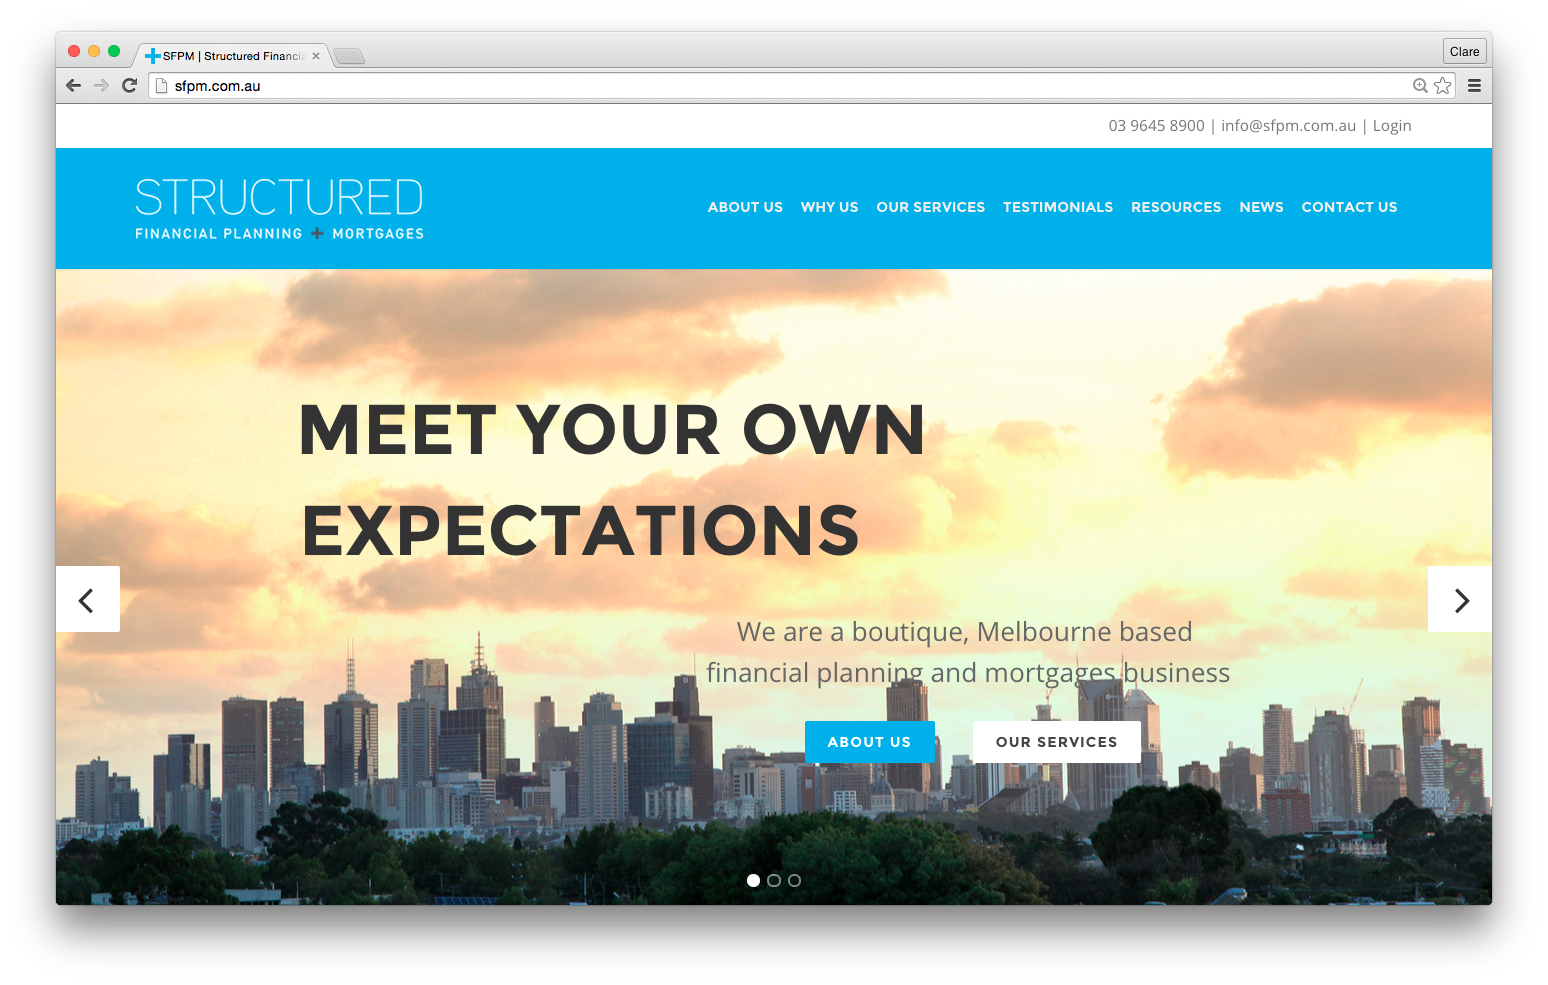 SFPM | Structured Financia
Clare
sfpm.com.au
03 9645 8900 | info@sfpm.com.au | Login
STRUCTURED
FINANCIAL PLANNING + MORTGAGES
ABOUT US WHY US OUR SERVICES TESTIMONIALS RESOURCES NEWS CONTACT US
MEET YOUR OWN
EXPECTATIONS
We are a boutique, Melbourne based
financial planning and mortgages business
ABOUT US OUR SERVICES